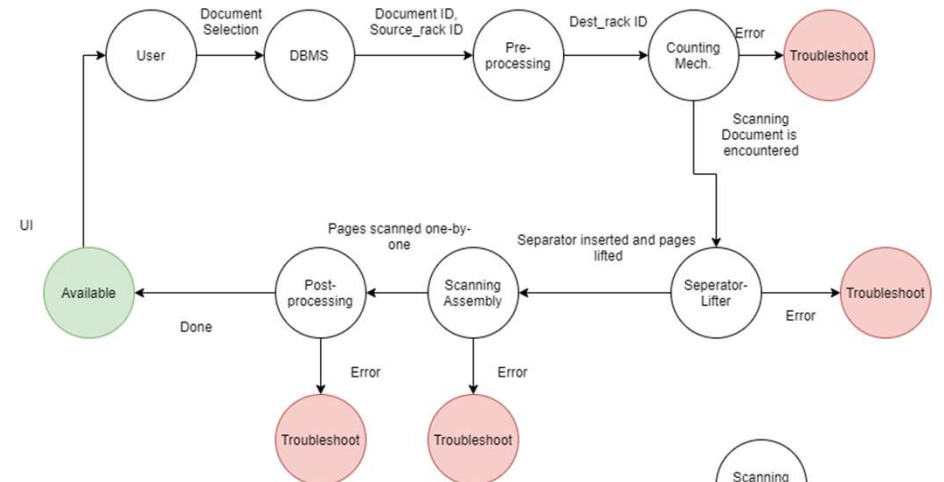 Document
Selection
Document ID,
Source_rack ID
Dest_rack ID
Error
User
DBMS
Pre-
processing
Counting
Mech.
Troubleshoot
Scanning
Document is
encountered
UI
Pages scanned one-by-
one
Separator inserted and pages
lifted
Available
Post-
processing
Scanning
Assembly
Seperator-
Lifter
Troubleshoot
Done
Error
Error
Error
Troubleshoot
Troubleshoot
Scanning